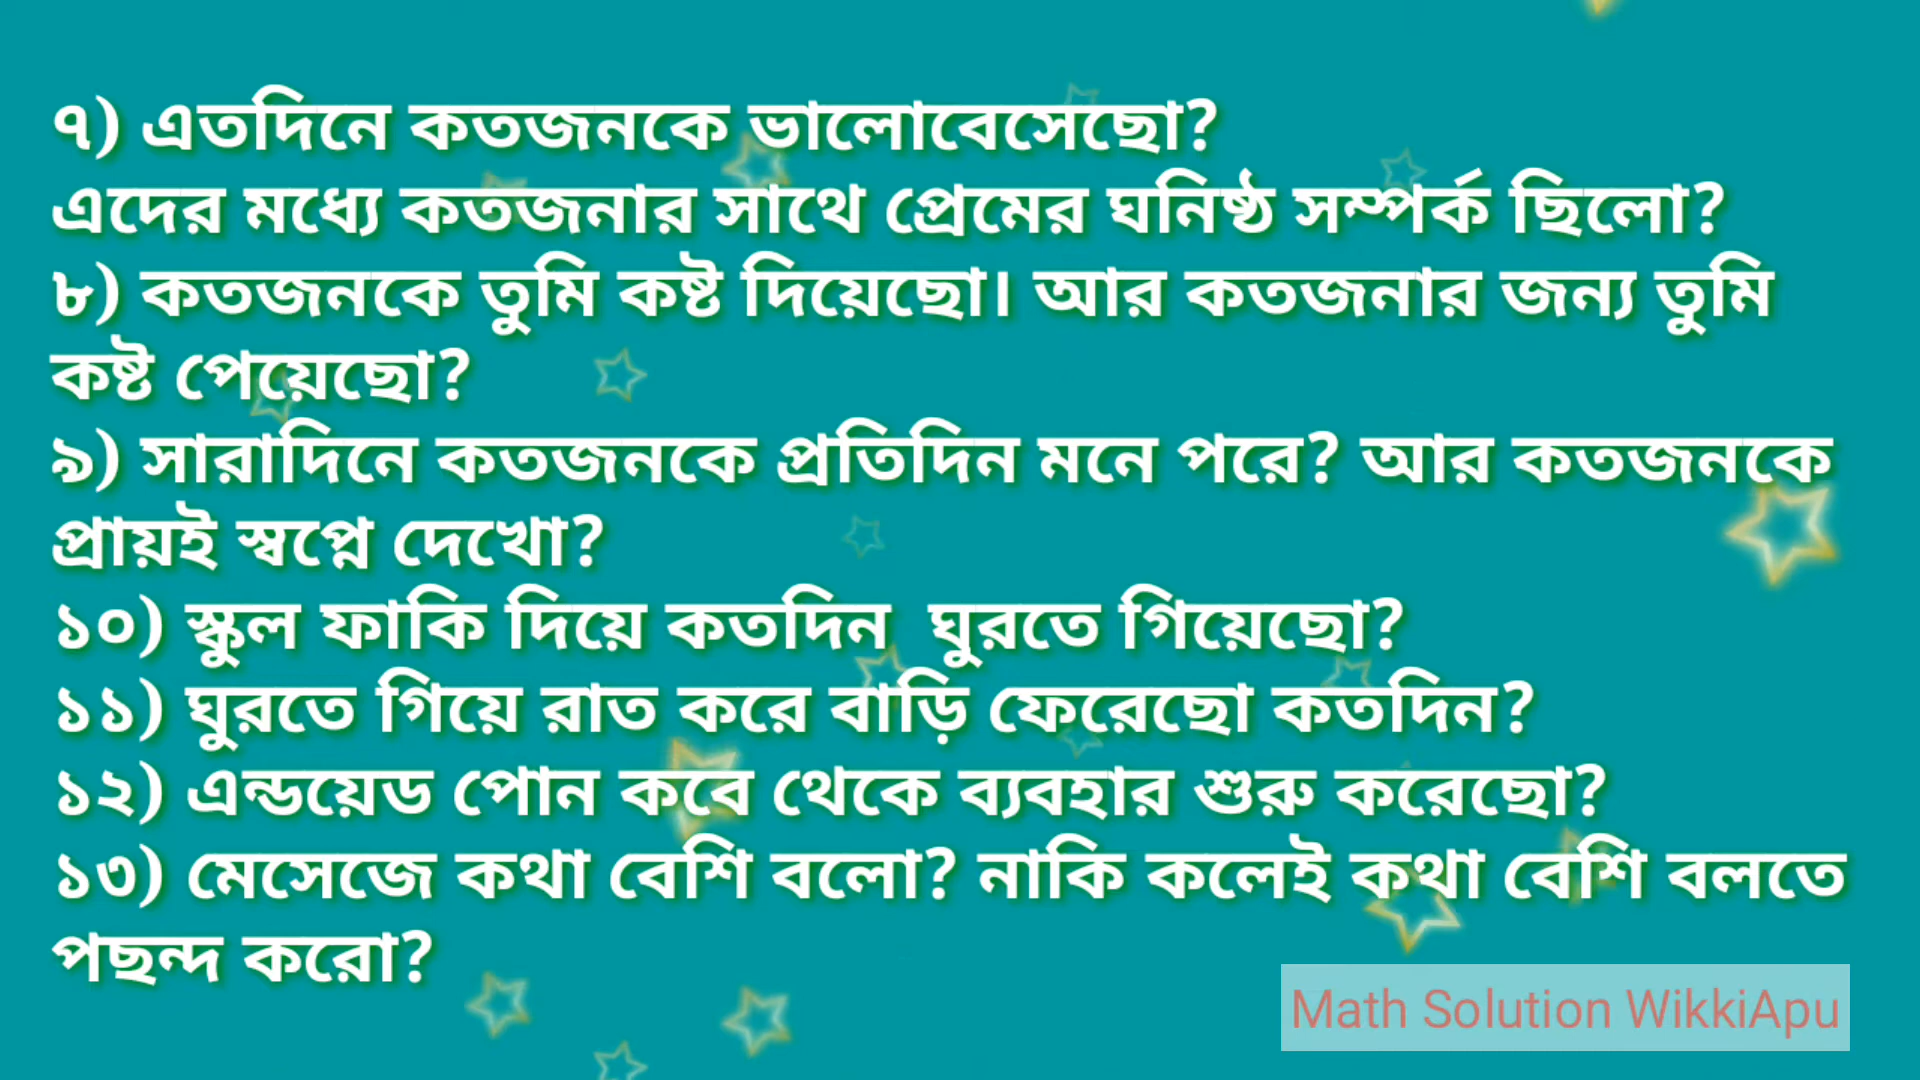 ৭) এতদিনে কতজনকে ভালোবেসেছো?
এদের মধ্যে কতজনার সাথে প্রেমের ঘনিষ্ঠ সম্পর্ক ছিলো?
৮) কতজনকে তুমি কষ্ট দিয়েছো। আর কতজনার জন্য তুমি
কষ্ট পেয়েছো?
৯) সারাদিনে কতজনকে প্রতিদিন মনে পরে? আর কতজনকে
প্রায়ই স্বপ্নে দেখো?
১০) স্কুল ফাকি দিয়ে কতদিন ঘুরতে গিয়েছো?
১১) ঘুরতে গিয়ে রাত করে বাড়ি ফেরেছো কতদিন?
১২) এন্ডয়েড পোন কবে থেকে ব্যবহার শুরু করেছো?
১৩) মেসেজে কথা বেশি বলো? নাকি কলেই কথা বেশি বলতে
পছন্দ করো?
Math Solution WikkiApu